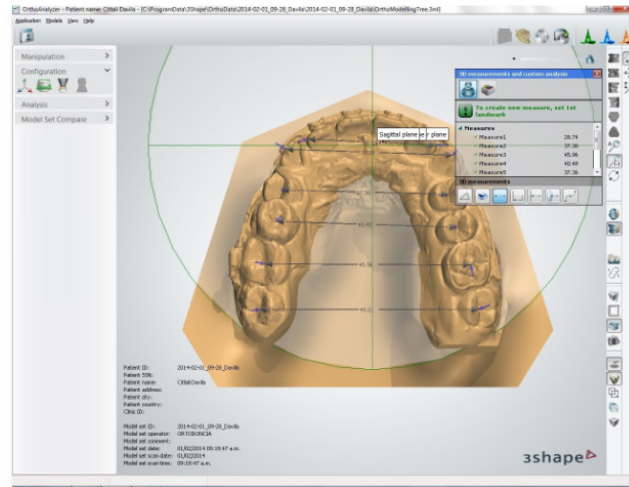 OrthoAnalyzer - Patient name: Citlali Davila - [C:\ProgramData\3Shape\OrthoData\2014-02-01_09-28_Davila\2014-02-01_09-28_Davila\OrthoModellingTree.3ml]
Application Models View Help
Manipulation
Configuration
Analysis
Model Set Compare
3D measurements and custom analysis
To create new measure, set 1st landmark
Measures
Measure1 28.74
Measure2 37.30
Measure3 45.96
Measure4 40.40
Measure5 37.36
3D measurements
Sagittal plane
r plane
45.96
Patient ID: 2014-02-01_09-28_Davila
Patient SSN:
Patient name: Citlali Davila
Patient address:
Patient city:
Patient country:
Clinic ID:
Model set ID: 2014-02-01_09-28_Davila
Model set operator: ORTODONCIA
Model set comment:
Model set date: 01/02/2014 09:18:47 a.m.
Model set scan date: 01/02/2014
Model set scan time: 09:18:47 a.m.
3shape